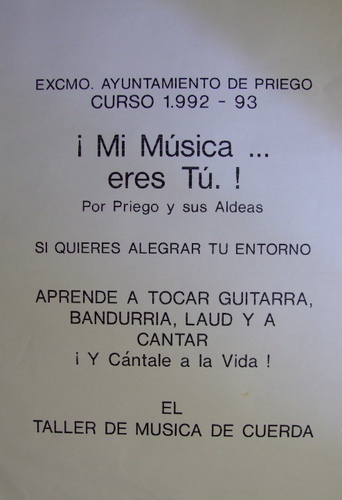 EXCMO. AYUNTAMIENTO DE PRIEGO
CURSO 1.992 - 93
¡ Mi Música ...
eres Tú. !
Por Priego y sus Aldeas
SI QUIERES ALEGRAR TU ENTORNO
APRENDE A TOCAR GUITARRA,
BANDURRIA, LAUD Y A
CANTAR
¡ Y Cántale a la Vida !
EL
TALLER DE MUSICA DE CUERDA